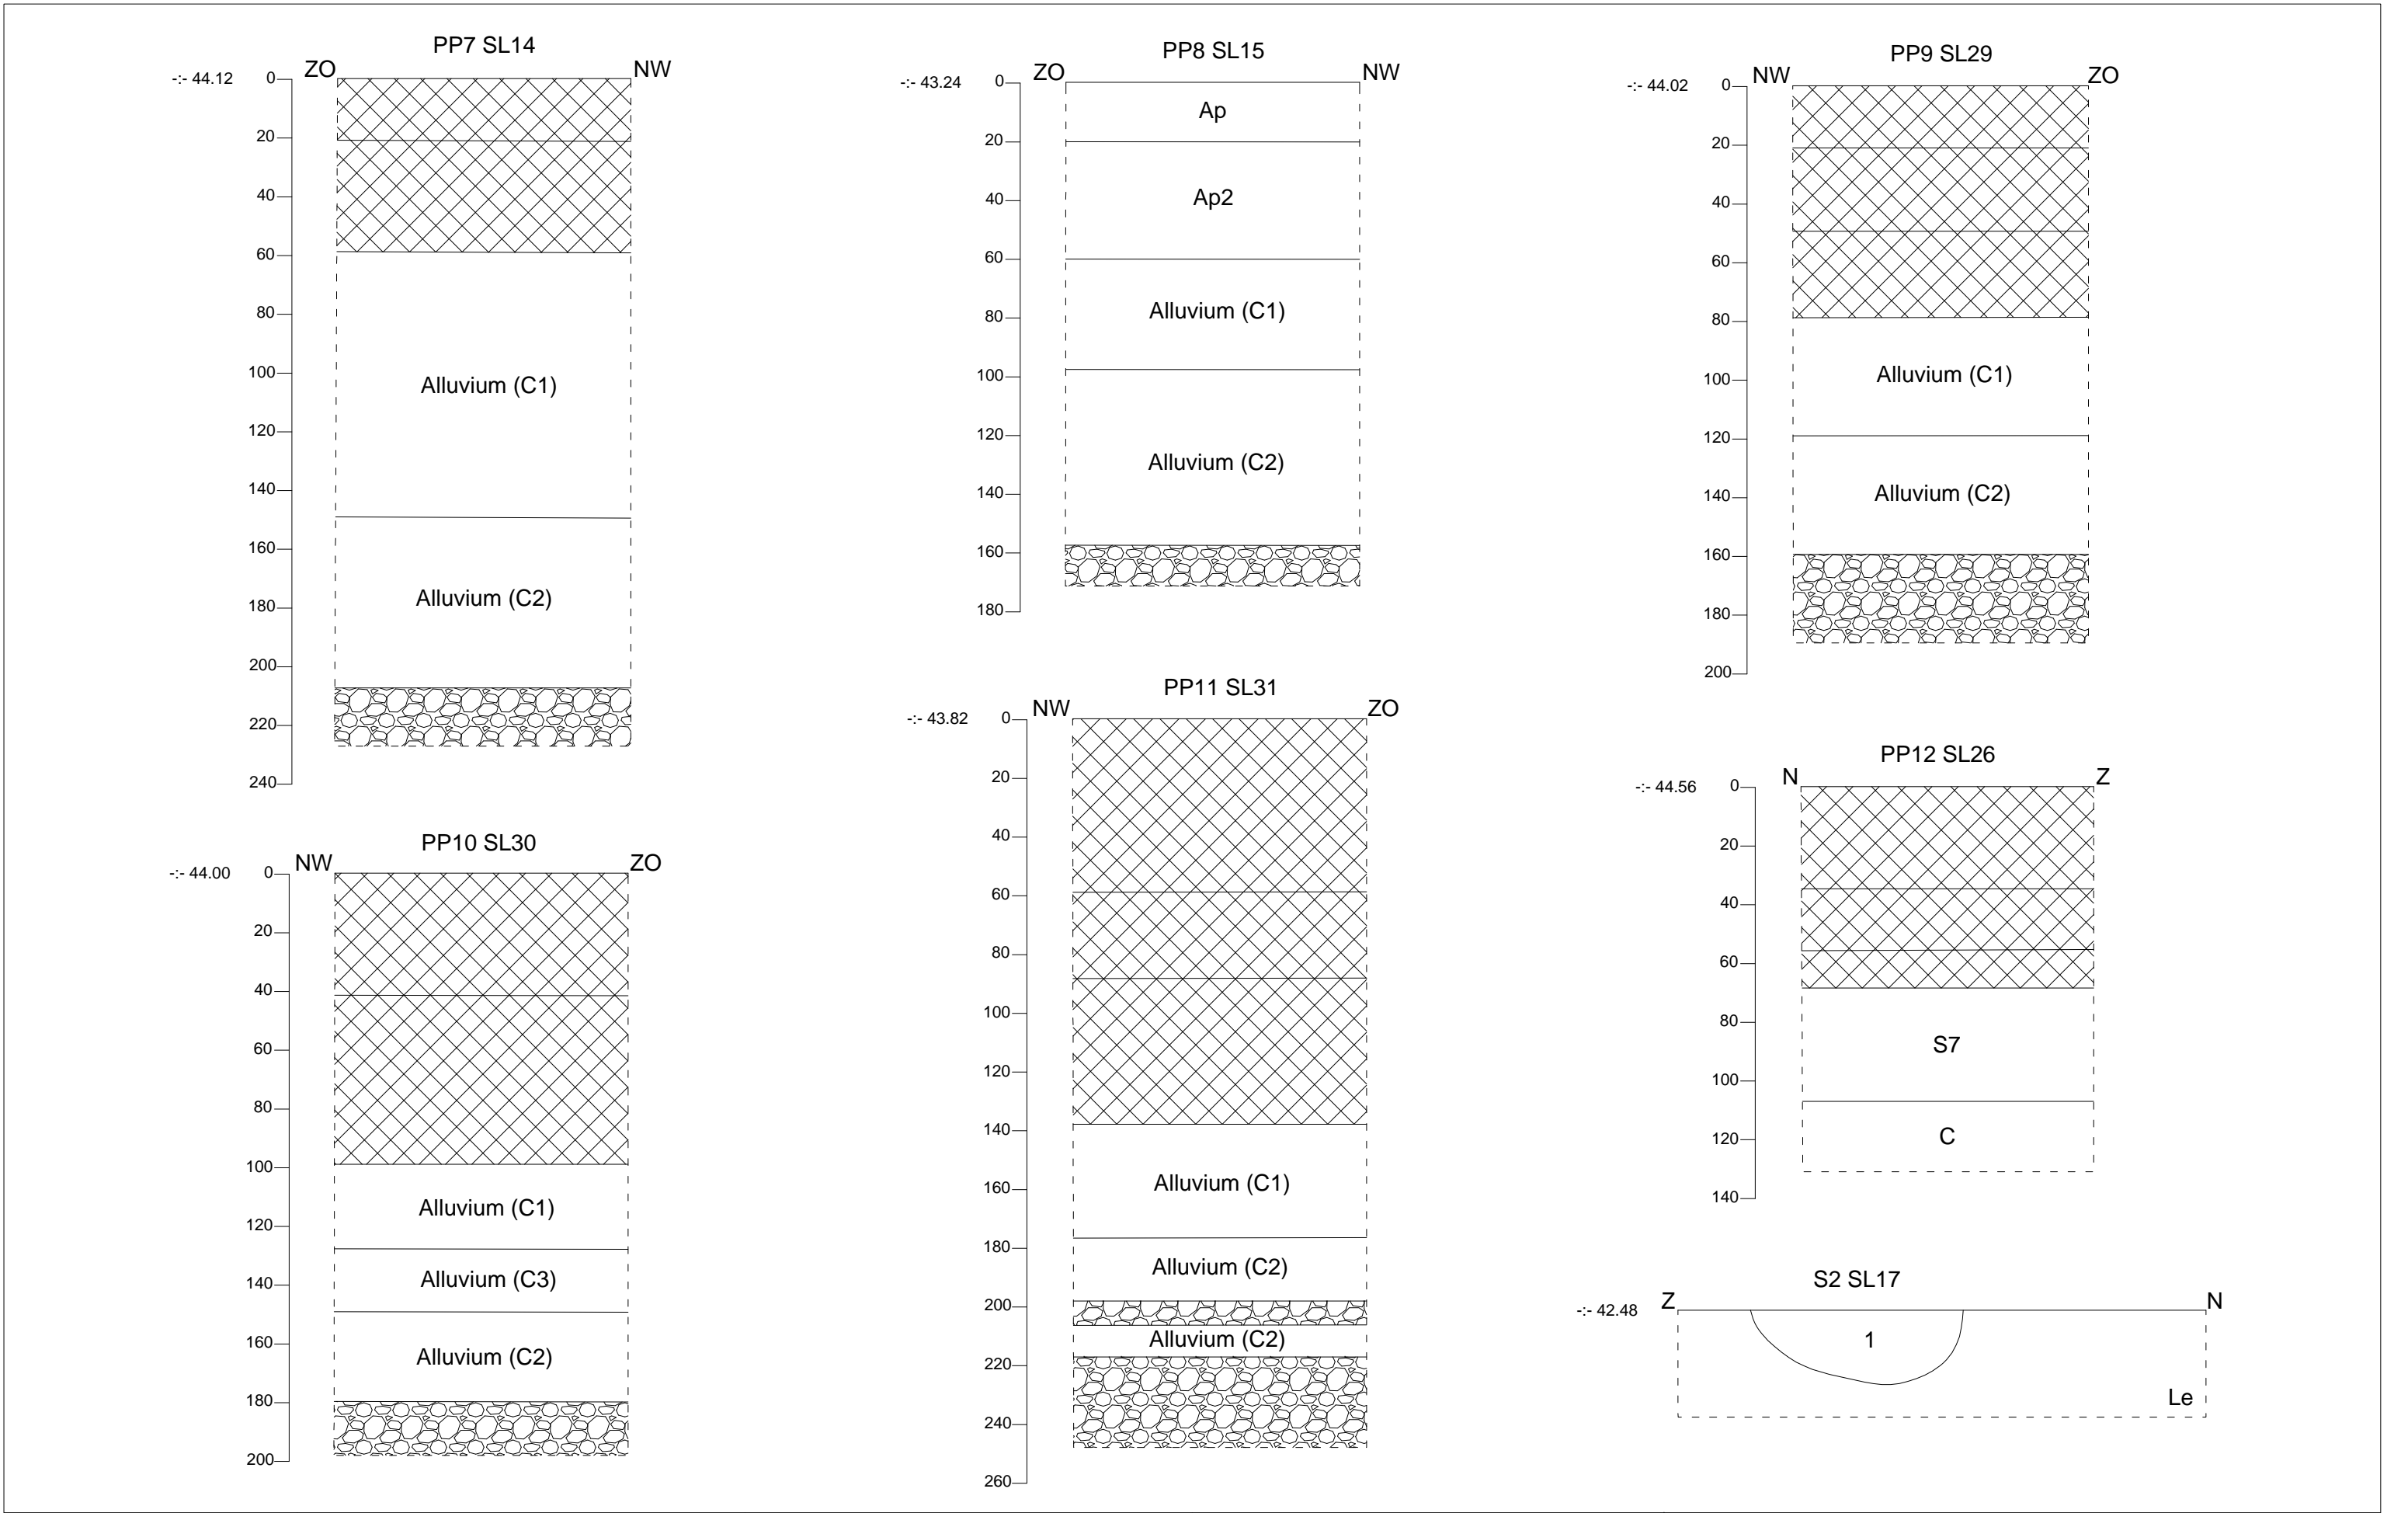 PP7 SL14
-:- 44.12
ZO
NW
0
20
40
60
80
100
120
140
160
180
200
220
240
Alluvium (C1)
Alluvium (C2)
PP8 SL15
-:- 43.24
ZO
NW
0
20
40
60
80
100
120
140
160
180
Ap
Ap2
Alluvium (C1)
Alluvium (C2)
PP9 SL29
-:- 44.02
NW
ZO
0
20
40
60
80
100
120
140
160
180
200
Alluvium (C1)
Alluvium (C2)
PP10 SL30
-:- 44.00
NW
ZO
0
20
40
60
80
100
120
140
160
180
200
Alluvium (C1)
Alluvium (C3)
Alluvium (C2)
PP11 SL31
-:- 43.82
NW
ZO
0
20
40
60
80
100
120
140
160
180
200
220
240
260
Alluvium (C1)
Alluvium (C2)
Alluvium (C2)
PP12 SL26
-:- 44.56
N
Z
0
20
40
60
80
100
120
140
S7
C
S2 SL17
-:- 42.48
Z
N
1
Le